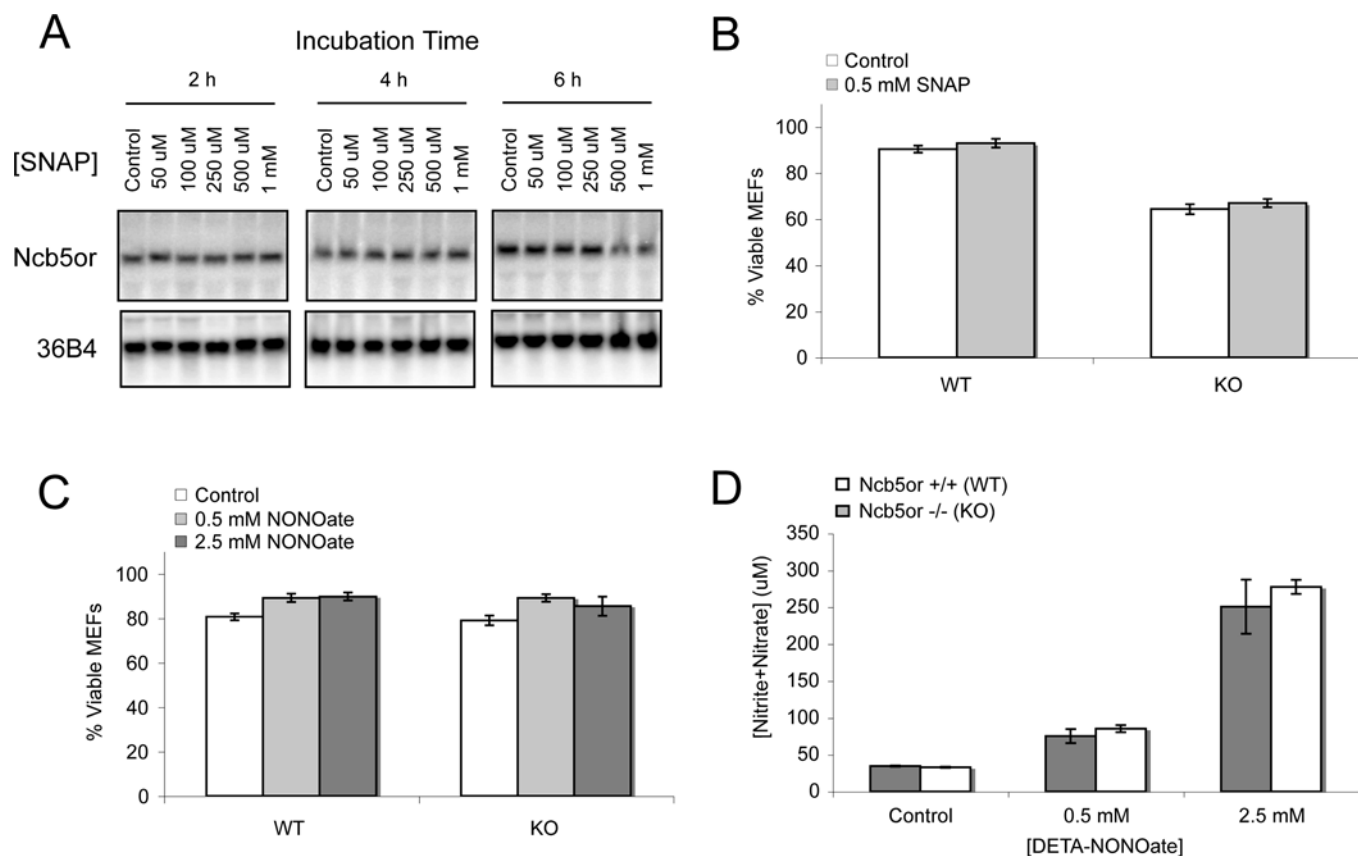 A
Incubation Time
2 h
4 h
6 h
[SNAP]
Control
50 uM
100 uM
250 uM
500 uM
1 mM
Control
50 uM
100 uM
250 uM
500 uM
1 mM
Control
50 uM
100 uM
250 uM
500 uM
1 mM
Ncb5or
36B4
B
Control
0.5 mM SNAP
% Viable MEFs
100
80
60
40
20
0
WT
KO
C
Control
0.5 mM NONOate
2.5 mM NONOate
% Viable MEFs
100
80
60
40
20
0
WT
KO
D
Ncb5or +/+ (WT)
Ncb5or -/- (KO)
[Nitrite+Nitrate] (uM)
350
300
250
200
150
100
50
0
Control
0.5 mM
2.5 mM
[DETA-NONOate]